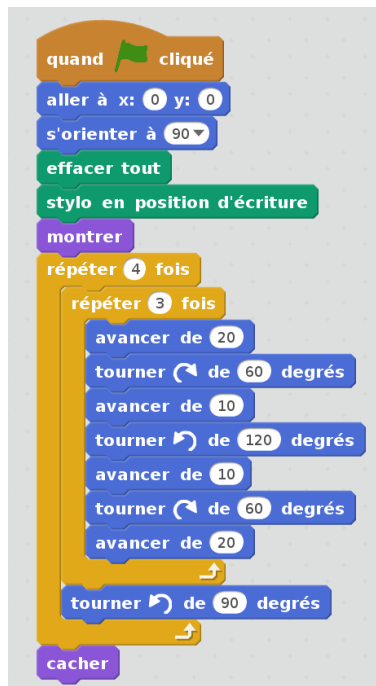 quand cliqué
aller à x: 0 y: 0
s'orienter à 90
effacer tout
stylo en position d'écriture
montrer
répéter 4 fois
répéter 3 fois
avancer de 20
tourner de 60 degrés
avancer de 10
tourner de 120 degrés
avancer de 10
tourner de 60 degrés
avancer de 20
tourner de 90 degrés
cacher